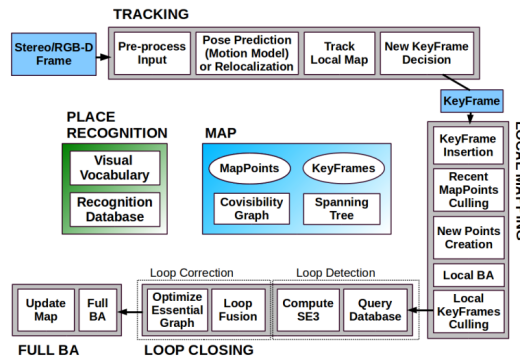 TRACKING
Stereo/RGB-D
Frame
Pre-process
Input
Pose Prediction
(Motion Model)
or Relocalization
Track
Local Map
New KeyFrame
Decision
KeyFrame
PLACE
RECOGNITION
Visual
Vocabulary
Recognition
Database
MAP
MapPoints
KeyFrames
Covisibility
Graph
Spanning
Tree
LOCAL MAPPING
KeyFrame
Insertion
Recent
MapPoints
Culling
New Points
Creation
Local BA
Local
KeyFrames
Culling
Loop Correction
Loop Detection
Optimize
Essential
Graph
Loop
Fusion
Compute
SE3
Query
Database
Update
Map
Full
BA
FULL BA
LOOP CLOSING